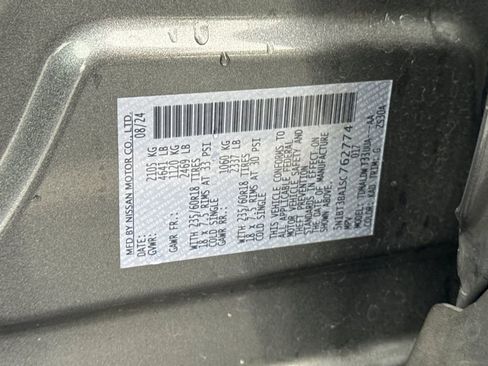 MFD BY NISSAN MOTOR CO., LTD.
DATE: 08/24
GVWR: 2105 KG
4641 LB
GAWR FR.: 1120 KG
2469 LB
WITH 235/60R18 TIRES
18 X 7.5 RIMS AT 33 PSI
COLD SINGLE
GAWR RR.: 1060 KG
2337 LB
WITH 235/60R18 TIRES
18 X 7.5 RIMS AT 30 PSI
COLD SINGLE
THIS VEHICLE CONFORMS TO
ALL APPLICABLE FEDERAL
MOTOR VEHICLE SAFETY AND
THEFT PREVENTION
STANDARDS IN EFFECT ON THE
DATE OF MANUFACTURE
SHOWN ABOVE.
MPV 017
COLOR: KAD TRIM: G